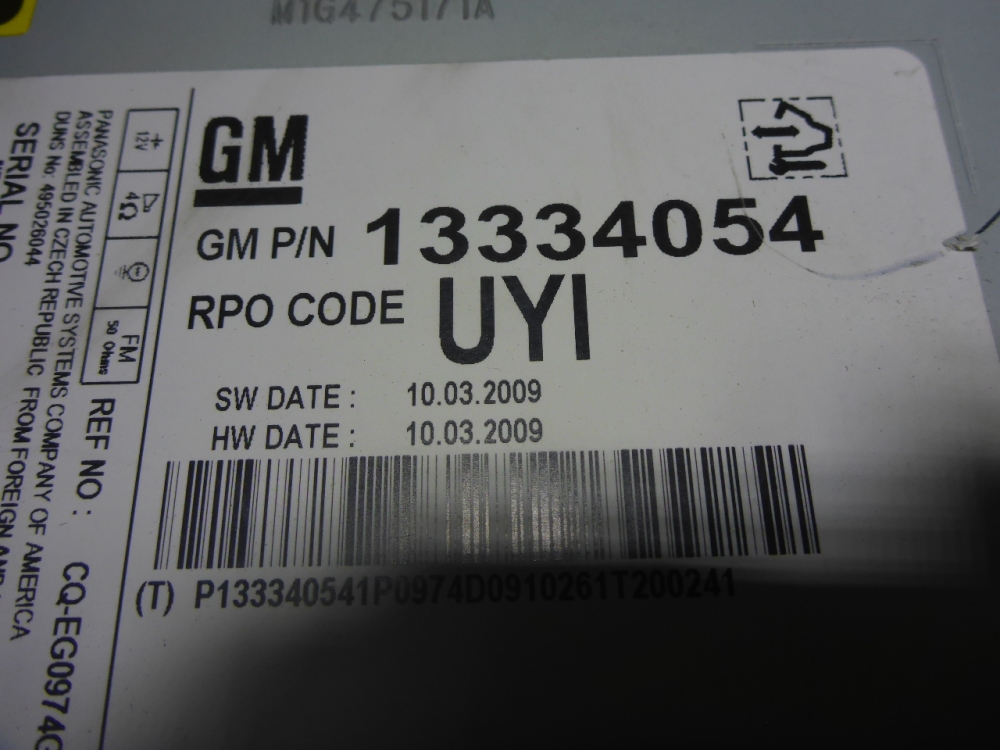 M1G475171A
GM
GM P/N 13334054
RPO CODE UYI
SW DATE : 10.03.2009
HW DATE : 10.03.2009
(T) P133340541P0974D0910261T200241
+
12V
4Ω
FM
50 Ohms
PANASONIC AUTOMOTIVE SYSTEMS COMPANY OF AMERICA
ASSEMBLED IN CZECH REPUBLIC FROM FOREIGN AND
DUNS No: 495026044
REF NO : CQ-EG0974G
SERIAL NO